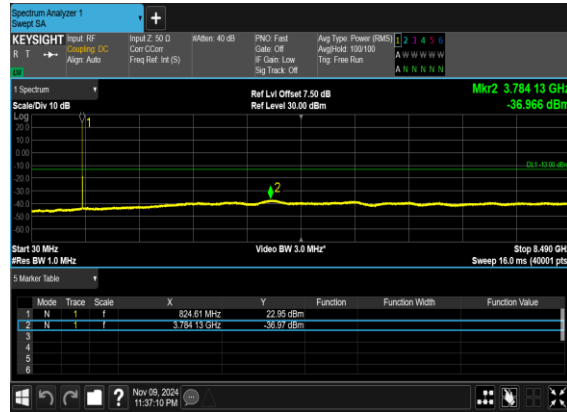 Spectrum Analyzer 1
Swept SA
+
KEYSIGHT Input: RF Input Z: 50 Ω #Atten: 40 dB PNO: Fast Avg Type: Power (RMS) 1 2 3 4 5 6
R T Coupling: DC Corr CCorr Gate: Off Avg|Hold: 100/100 A W W W W W
Align: Auto Freq Ref: Int (S) IF Gain: Low Trig: Free Run
Sig Track: Off A N N N N N
1 Spectrum Ref Lvl Offset 7.50 dB Mkr2 3.784 13 GHz
Scale/Div 10 dB Ref Level 30.00 dBm -36.966 dBm
Log
20.0
10.0
0.00
-10.0
-20.0
-30.0
-40.0
-50.0
-60.0
1
DL1 -13.00 dBm
2
Start 30 MHz Video BW 3.0 MHz* Stop 8.490 GHz
#Res BW 1.0 MHz Sweep 16.0 ms (40001 pts)
5 Marker Table
Mode Trace Scale X Y Function Function Width Function Value
1 N 1 f 824.61 MHz 22.95 dBm
2 N 1 f 3.784 13 GHz -36.97 dBm
3
4
5
6
? Nov 09, 2024
11:37:10 PM